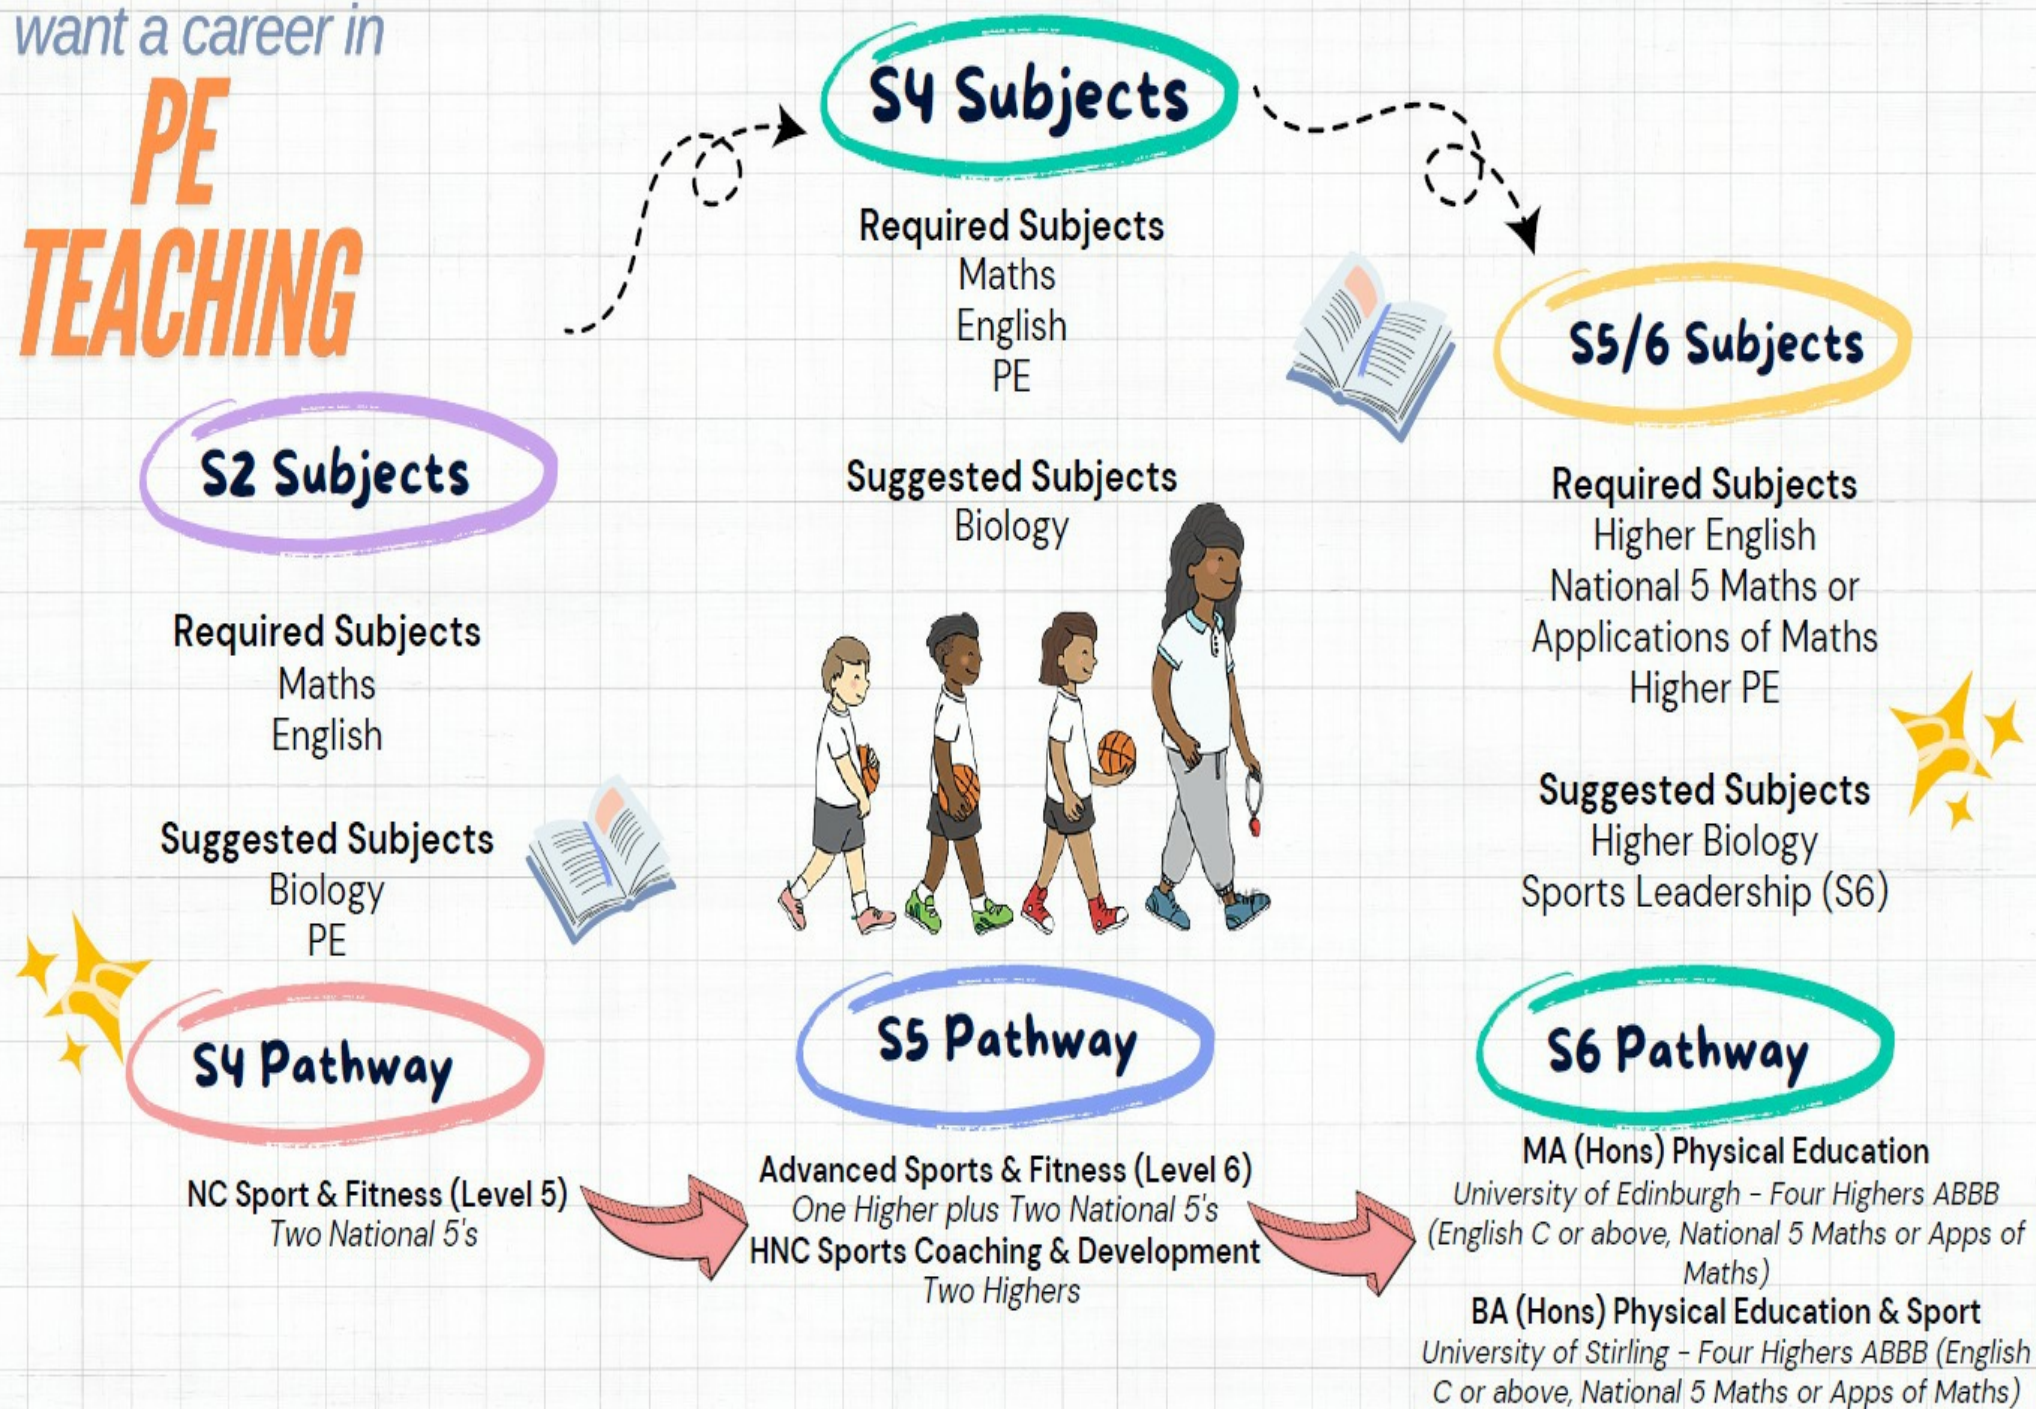 want a career in
PE
TEACHING
S2 Subjects
Required Subjects
Maths
English
Suggested Subjects
Biology
PE
S4 Subjects
Required Subjects
Maths
English
PE
Suggested Subjects
Biology
S5/6 Subjects
Required Subjects
Higher English
National 5 Maths or
Applications of Maths
Higher PE
Suggested Subjects
Higher Biology
Sports Leadership (S6)
S4 Pathway
NC Sport & Fitness (Level 5)
Two National 5's
S5 Pathway
Advanced Sports & Fitness (Level 6)
One Higher plus Two National 5's
HNC Sports Coaching & Development
Two Highers
S6 Pathway
MA (Hons) Physical Education
University of Edinburgh - Four Highers ABBB
(English C or above, National 5 Maths or Apps of
Maths)
BA (Hons) Physical Education & Sport
University of Stirling - Four Highers ABBB (English
C or above, National 5 Maths or Apps of Maths)